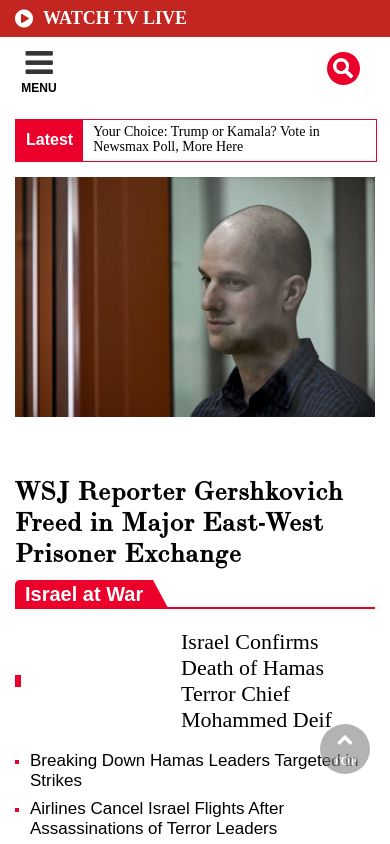 WATCH TV LIVE
MENU
Latest
Your Choice: Trump or Kamala? Vote in
Newsmax Poll, More Here
WSJ Reporter Gershkovich
Freed in Major East-West
Prisoner Exchange
Israel at War
Israel Confirms
Death of Hamas
Terror Chief
Mohammed Deif
TOP
Breaking Down Hamas Leaders Targeted in
Strikes
Airlines Cancel Israel Flights After
Assassinations of Terror Leaders